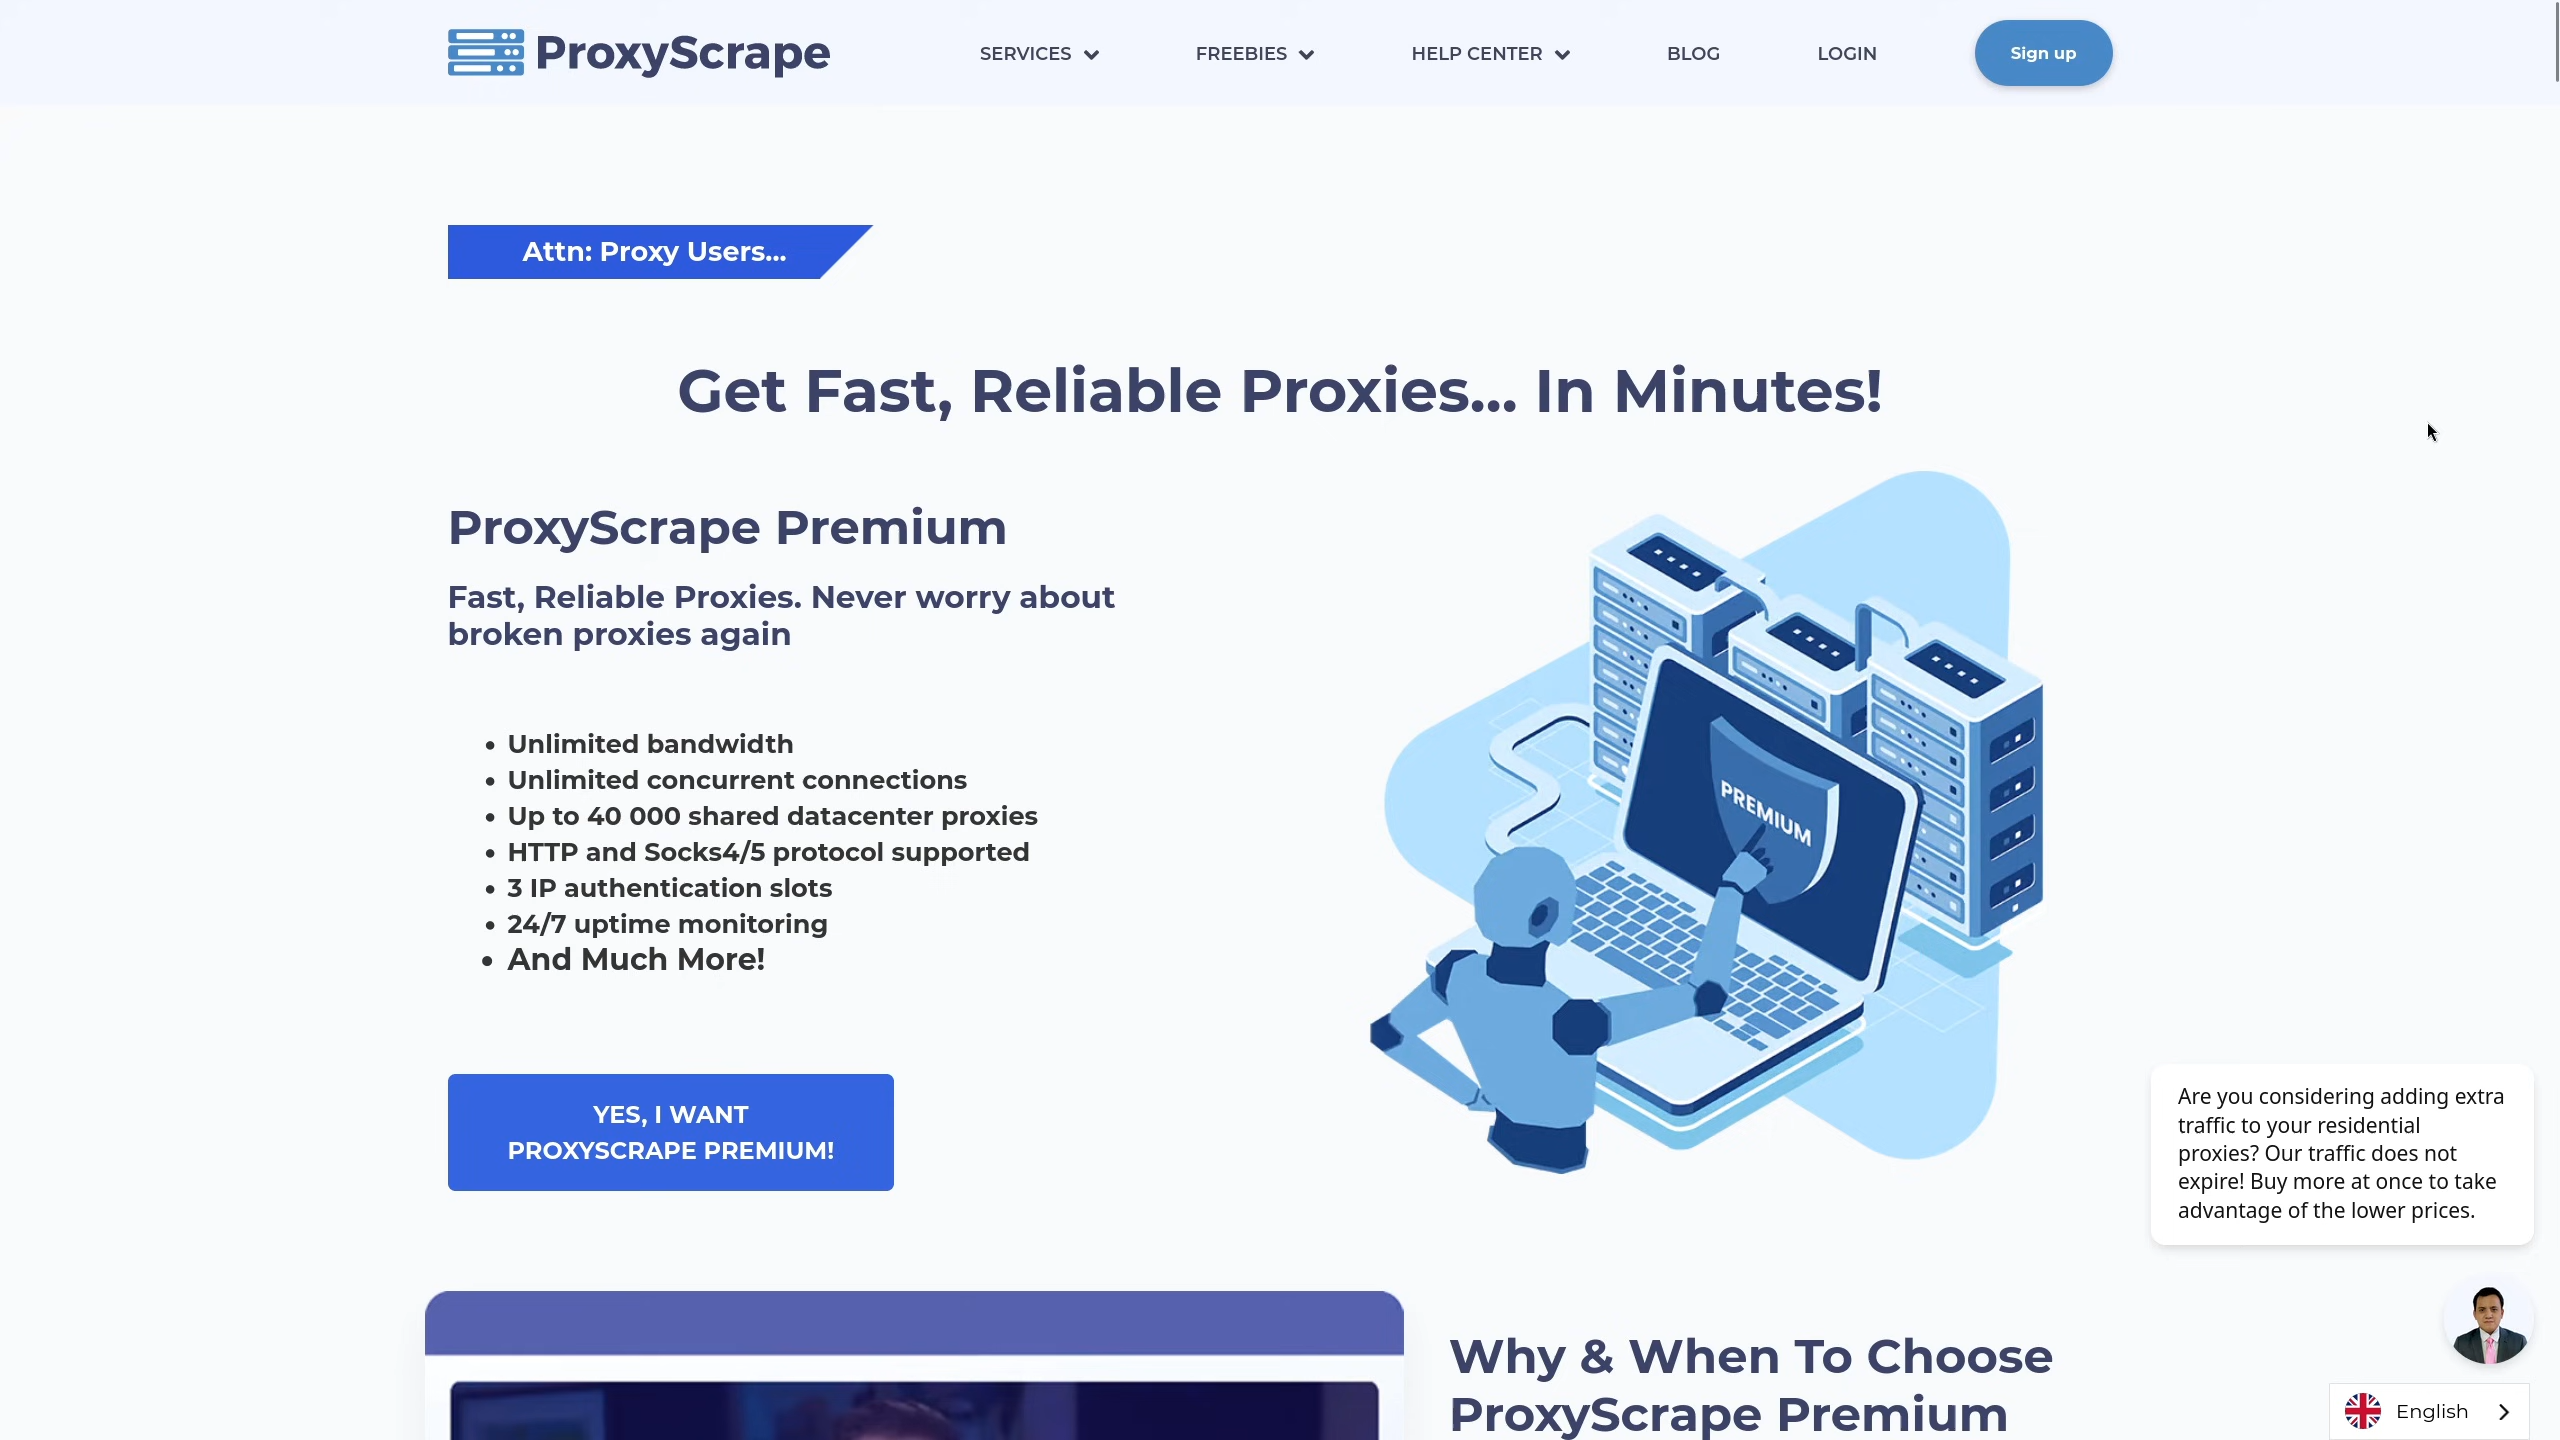 ProxyScrape
SERVICES
FREEBIES
HELP CENTER
BLOG
LOGIN
Sign up
Attn: Proxy Users...
Get Fast, Reliable Proxies... In Minutes!
ProxyScrape Premium
Fast, Reliable Proxies. Never worry about
broken proxies again
• Unlimited bandwidth
• Unlimited concurrent connections
• Up to 40 000 shared datacenter proxies
• HTTP and Socks4/5 protocol supported
• 3 IP authentication slots
• 24/7 uptime monitoring
• And Much More!
PREMIUM
YES, I WANT
PROXYSCRAPE PREMIUM!
Are you considering adding extra
traffic to your residential
proxies? Our traffic does not
expire! Buy more at once to take
advantage of the lower prices.
Why & When To Choose
ProxyScrape Premium
English